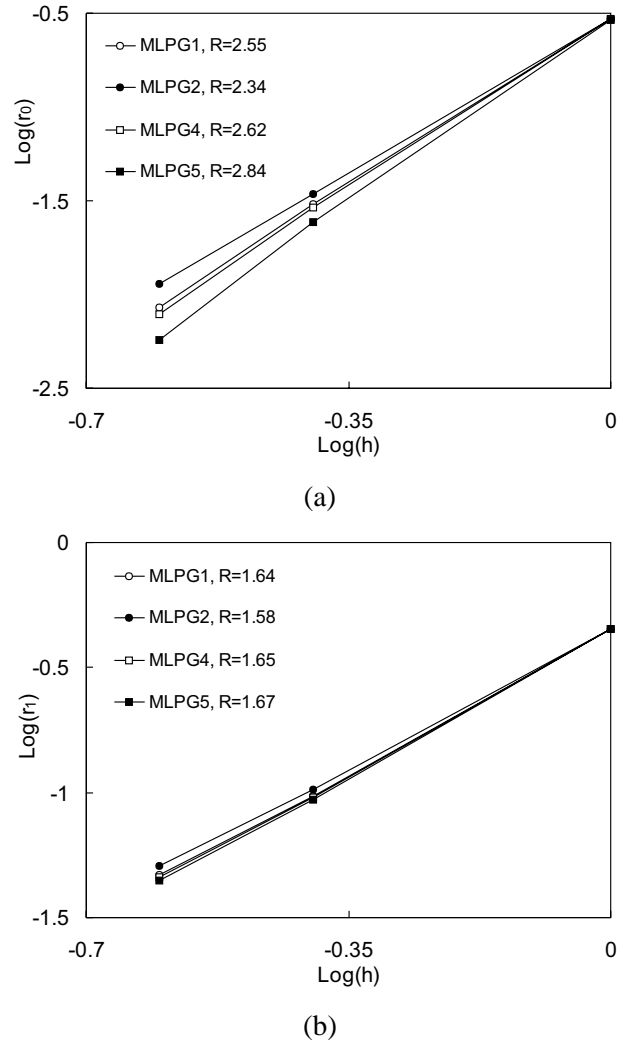 -0.5
MLPG1, R=2.55
MLPG2, R=2.34
MLPG4, R=2.62
MLPG5, R=2.84
Log(r0)
-1.5
-2.5
-0.7
-0.35
0
Log(h)
(a)
0
MLPG1, R=1.64
MLPG2, R=1.58
MLPG4, R=1.65
MLPG5, R=1.67
-0.5
Log(r1)
-1
-1.5
-0.7
-0.35
0
Log(h)
(b)